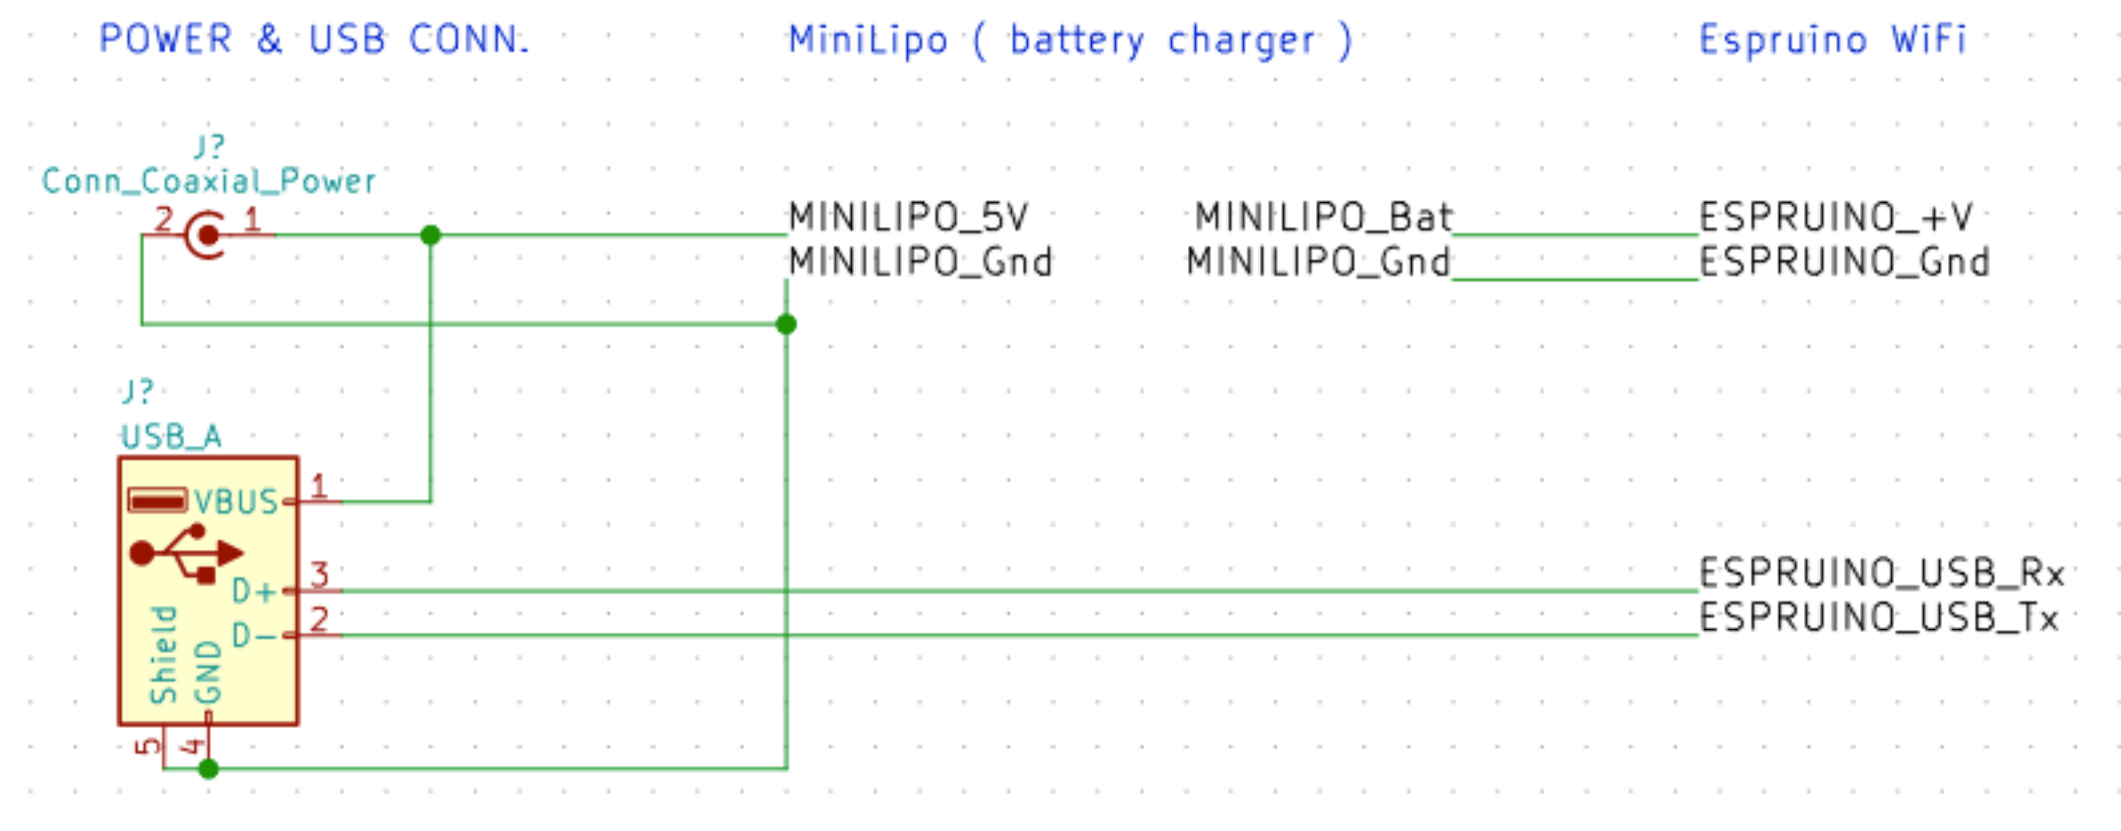 POWER & USB CONN.
MiniLipo ( battery charger )
Espruino WiFi
J?
Conn_Coaxial_Power
2
1
MINILIPO_5V
MINILIPO_Bat
ESPRUINO_+V
MINILIPO_Gnd
MINILIPO_Gnd
ESPRUINO_Gnd
J?
USB_A
VBUS
1
D+
3
ESPRUINO_USB_Rx
D-
2
ESPRUINO_USB_Tx
Shield
GND
5
4